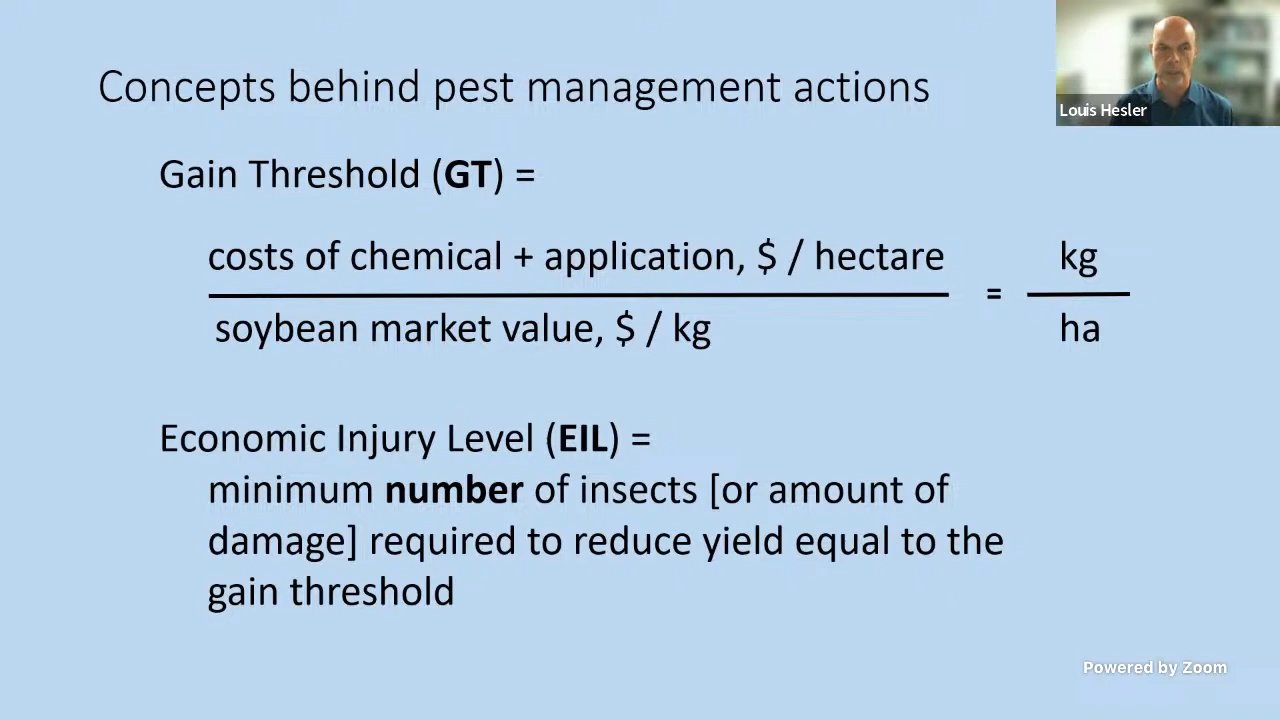 Concepts behind pest management actions
Louis Hesler
Gain Threshold (GT) =
costs of chemical + application, $ / hectare
soybean market value, $ / kg
=
kg
ha
Economic Injury Level (EIL) =
minimum number of insects [or amount of
damage] required to reduce yield equal to the
gain threshold
Powered by Zoom